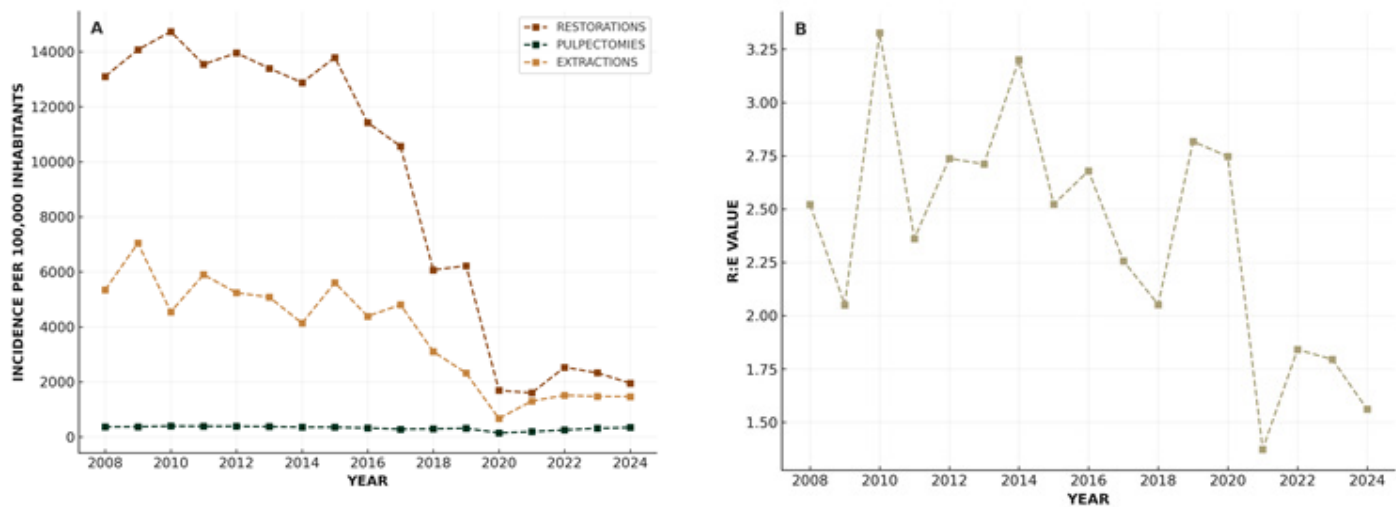 A
RESTORATIONS
PULPECTOMIES
EXTRACTIONS
INCIDENCE PER 100,000 INHABITANTS
14000
12000
10000
8000
6000
4000
2000
0
2008 2010 2012 2014 2016 2018 2020 2022 2024
YEAR
B
R:E VALUE
3.25
3.00
2.75
2.50
2.25
2.00
1.75
1.50
2008 2010 2012 2014 2016 2018 2020 2022 2024
YEAR